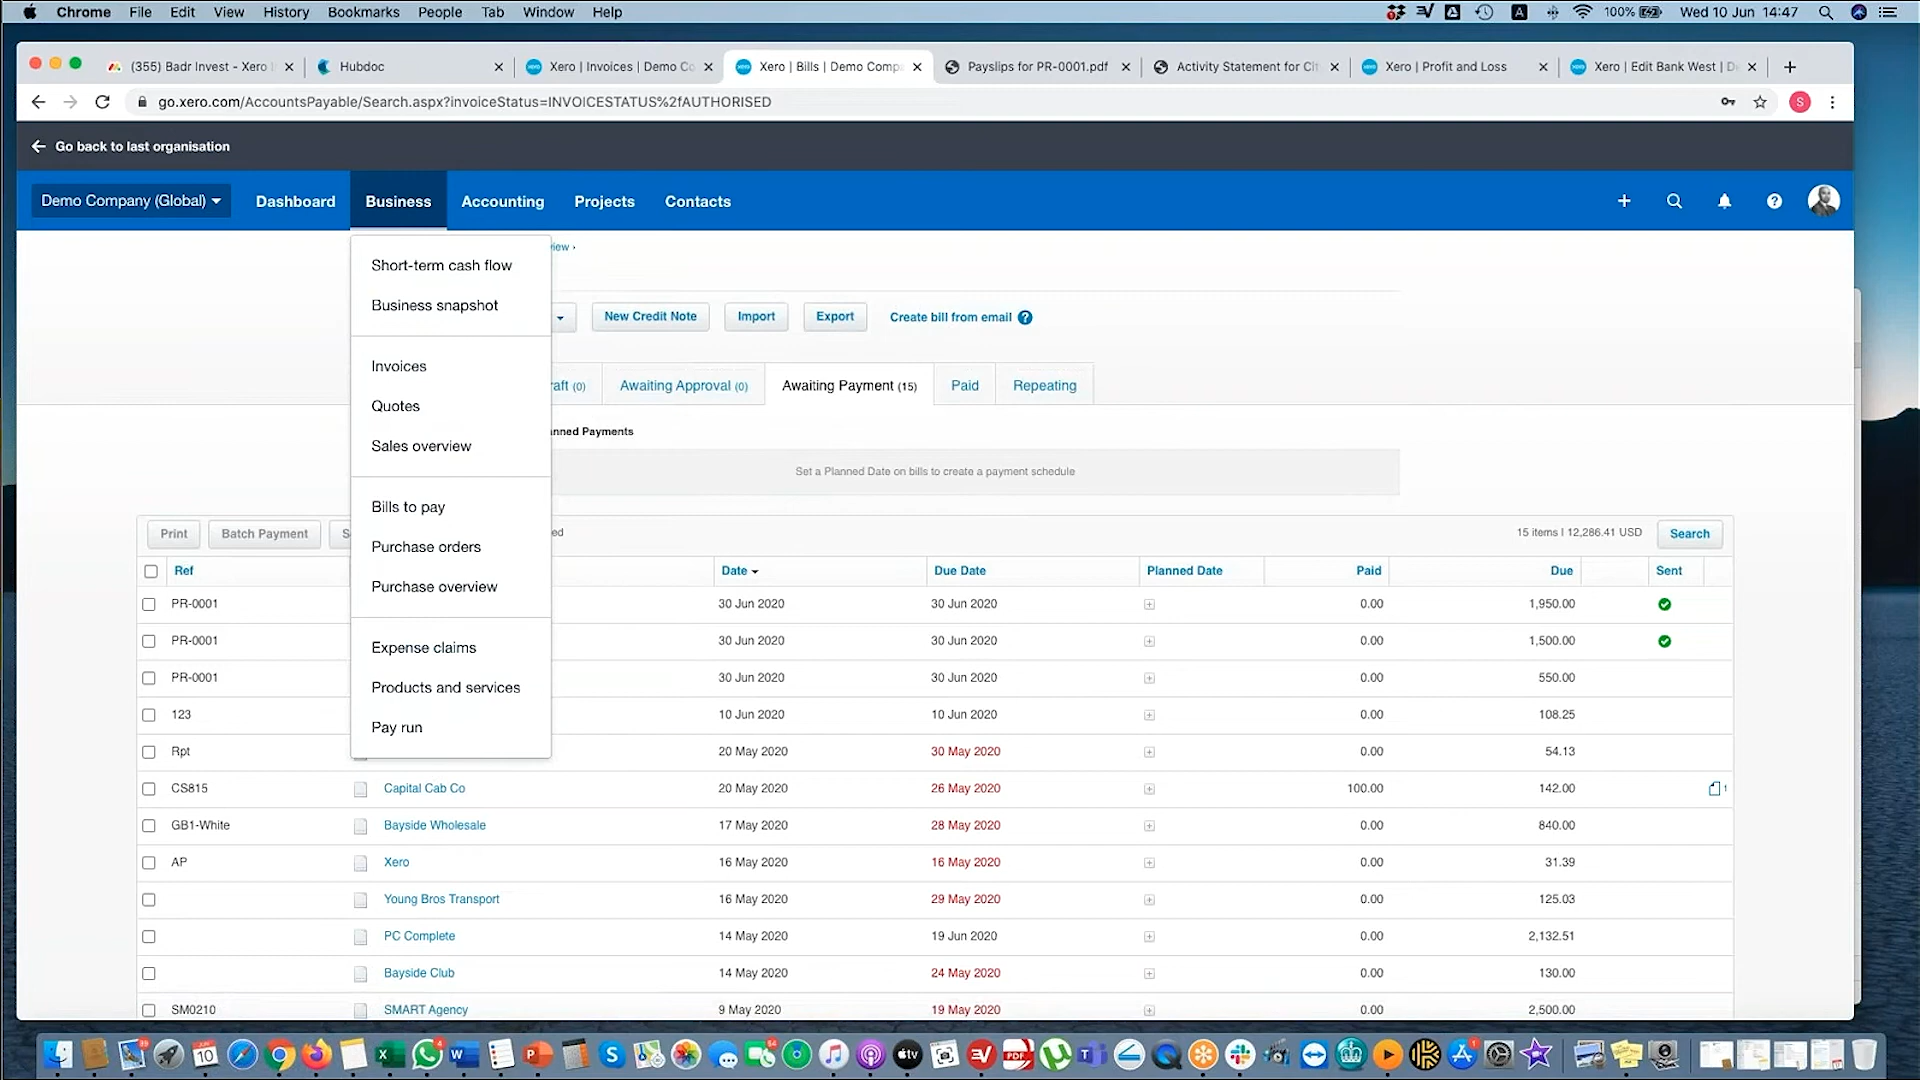 Chrome File Edit View History Bookmarks People Tab Window Help
100% Wed 10 Jun 14:47
(355) Badr Invest - Xero
Hubdoc
Xero | Invoices | Demo Co
Xero | Bills | Demo Comp
Payslips for PR-0001.pdf
Activity Statement for Cit
Xero | Profit and Loss
Xero | Edit Bank West | D
go.xero.com/AccountsPayable/Search.aspx?invoiceStatus=INVOICESTATUS%2fAUTHORISED
S
Go back to last organisation
Demo Company (Global) Dashboard Business Accounting Projects Contacts
iew ›
Short-term cash flow
Business snapshot
Invoices
Quotes
Sales overview
Bills to pay
Purchase orders
Purchase overview
Expense claims
Products and services
Pay run
New Credit Note Import Export Create bill from email ?
raft (0) Awaiting Approval (0) Awaiting Payment (15) Paid Repeating
nned Payments
Set a Planned Date on bills to create a payment schedule
Print Batch Payment S ed 15 items | 12,286.41 USD Search
Ref Date Due Date Planned Date Paid Due Sent
PR-0001 30 Jun 2020 30 Jun 2020 0.00 1,950.00
PR-0001 30 Jun 2020 30 Jun 2020 0.00 1,500.00
PR-0001 30 Jun 2020 30 Jun 2020 0.00 550.00
123 10 Jun 2020 10 Jun 2020 0.00 108.25
Rpt 20 May 2020 30 May 2020 0.00 54.13
CS815 Capital Cab Co 20 May 2020 26 May 2020 100.00 142.00 1
GB1-White Bayside Wholesale 17 May 2020 28 May 2020 0.00 840.00
AP Xero 16 May 2020 16 May 2020 0.00 31.39
Young Bros Transport 16 May 2020 29 May 2020 0.00 125.03
PC Complete 14 May 2020 19 Jun 2020 0.00 2,132.51
Bayside Club 14 May 2020 24 May 2020 0.00 130.00
SM0210 SMART Agency 9 May 2020 19 May 2020 0.00 2,500.00